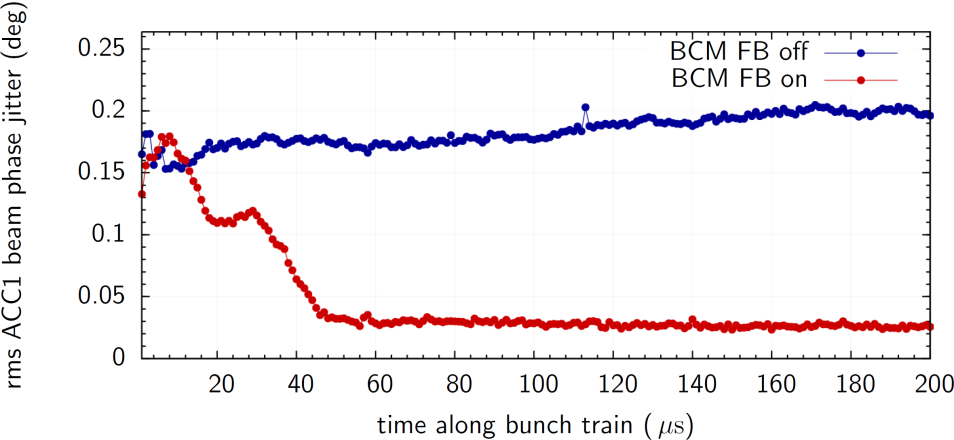 rms ACC1 beam phase jitter (deg)
0.25
0.2
0.15
0.1
0.05
0
BCM FB off
BCM FB on
20 40 60 80 100 120 140 160 180 200
time along bunch train ( μs)